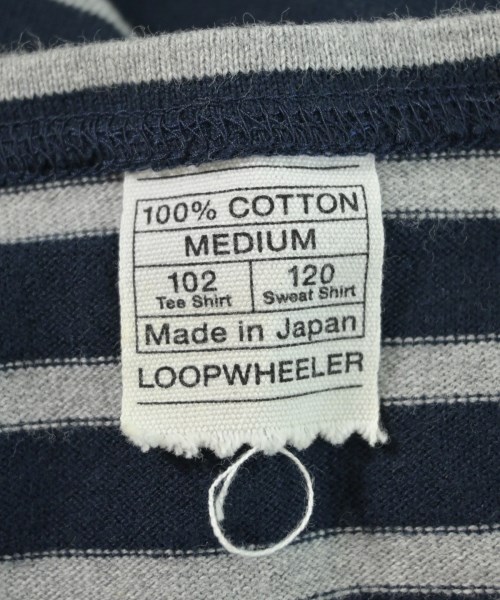 100% COTTON
MEDIUM
102 120
Tee Shirt Sweat Shirt
Made in Japan
LOOPWHEELER